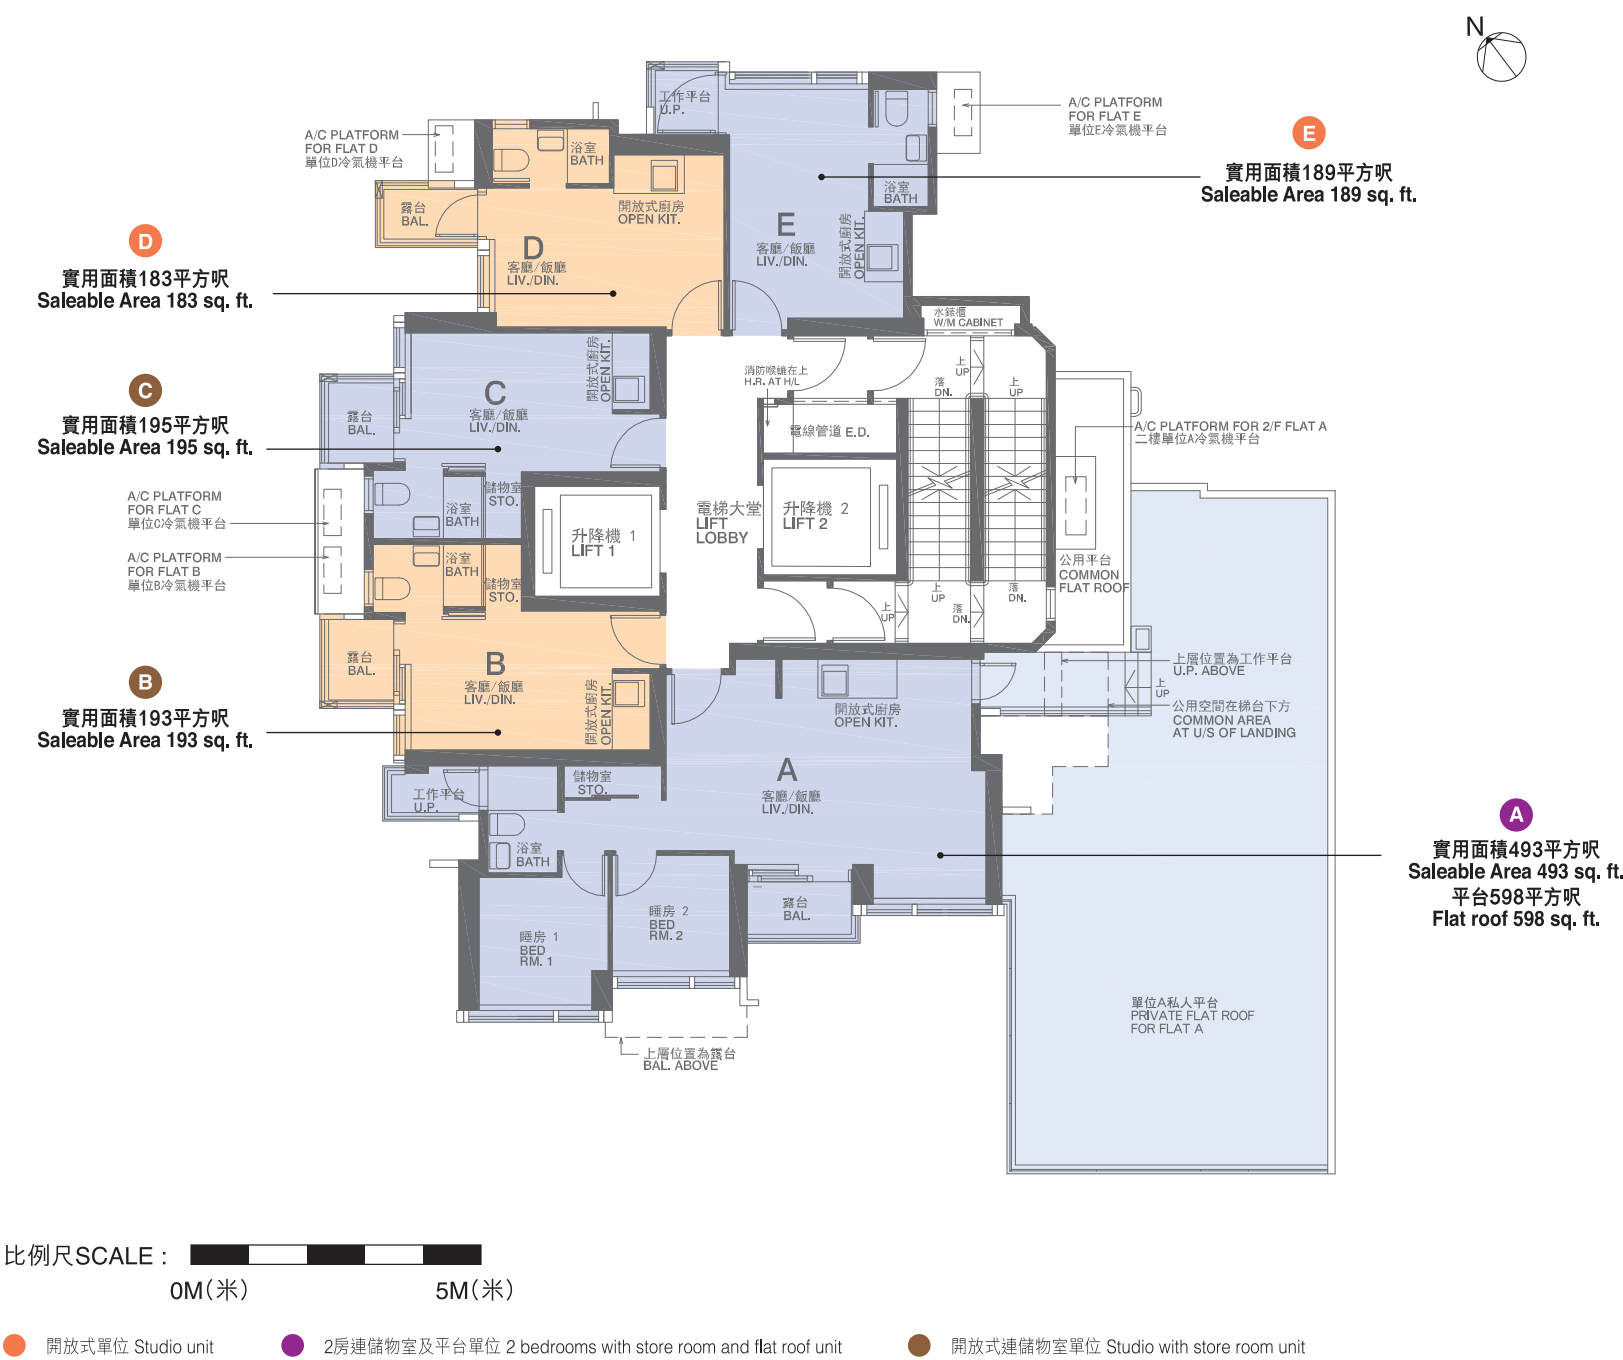 N
工作平台
U.P.
A/C PLATFORM
FOR FLAT E
單位E冷氣機平台
E
實用面積189平方呎
Saleable Area 189 sq. ft.
A/C PLATFORM
FOR FLAT D
單位D冷氣機平台
浴室
BATH
浴室
BATH
露台
BAL.
開放式廚房
OPEN KIT.
D
客廳/飯廳
LIV./DIN.
E
客廳/飯廳
LIV./DIN.
開放式廚房
OPEN KIT.
D
實用面積183平方呎
Saleable Area 183 sq. ft.
水錶櫃
W/M CABINET
開放式廚房
OPEN KIT.
消防喉轆在上
H.R. AT H/L
上
UP
落
DN.
上
UP
C
實用面積195平方呎
Saleable Area 195 sq. ft.
C
客廳/飯廳
LIV./DIN.
露台
BAL.
電線管道 E.D.
A/C PLATFORM FOR 2/F FLAT A
二樓單位A冷氣機平台
A/C PLATFORM
FOR FLAT C
單位C冷氣機平台
儲物室
STO.
浴室
BATH
升降機 1
LIFT 1
電梯大堂
LIFT
LOBBY
升降機 2
LIFT 2
A/C PLATFORM
FOR FLAT B
單位B冷氣機平台
浴室
BATH
儲物室
STO.
公用平台
COMMON
FLAT ROOF
上
UP
落
DN.
上
UP
落
DN.
B
實用面積193平方呎
Saleable Area 193 sq. ft.
露台
BAL.
B
客廳/飯廳
LIV./DIN.
開放式廚房
OPEN KIT.
開放式廚房
OPEN KIT.
上層位置為工作平台
U.P. ABOVE
上
UP
公用空間在梯台下方
COMMON AREA
AT U/S OF LANDING
工作平台
U.P.
儲物室
STO.
A
客廳/飯廳
LIV./DIN.
A
實用面積493平方呎
Saleable Area 493 sq. ft.
平台598平方呎
Flat roof 598 sq. ft.
浴室
BATH
睡房 1
BED
RM. 1
睡房 2
BED
RM. 2
露台
BAL.
單位A私人平台
PRIVATE FLAT ROOF
FOR FLAT A
上層位置為露台
BAL. ABOVE
比例尺SCALE :
0M(米)
5M(米)
開放式單位 Studio unit
2房連儲物室及平台單位 2 bedrooms with store room and flat roof unit
開放式連儲物室單位 Studio with store room unit